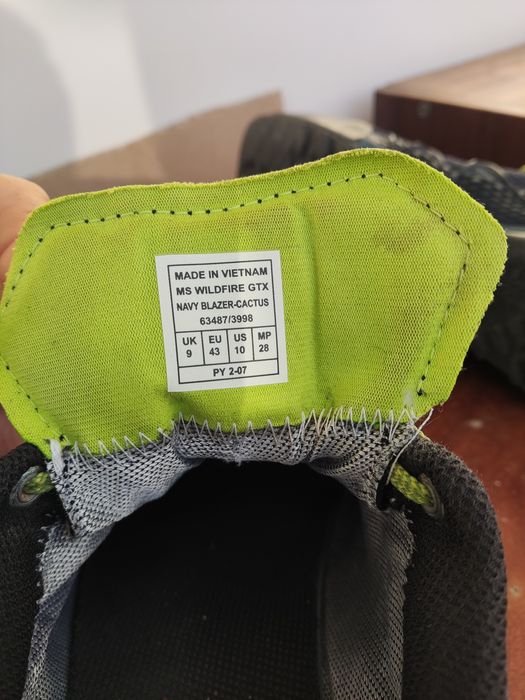 MADE IN VIETNAM
MS WILDFIRE GTX
NAVY BLAZER-CACTUS
63487/3998
UK EU US MP
9 43 10 28
PY 2-07